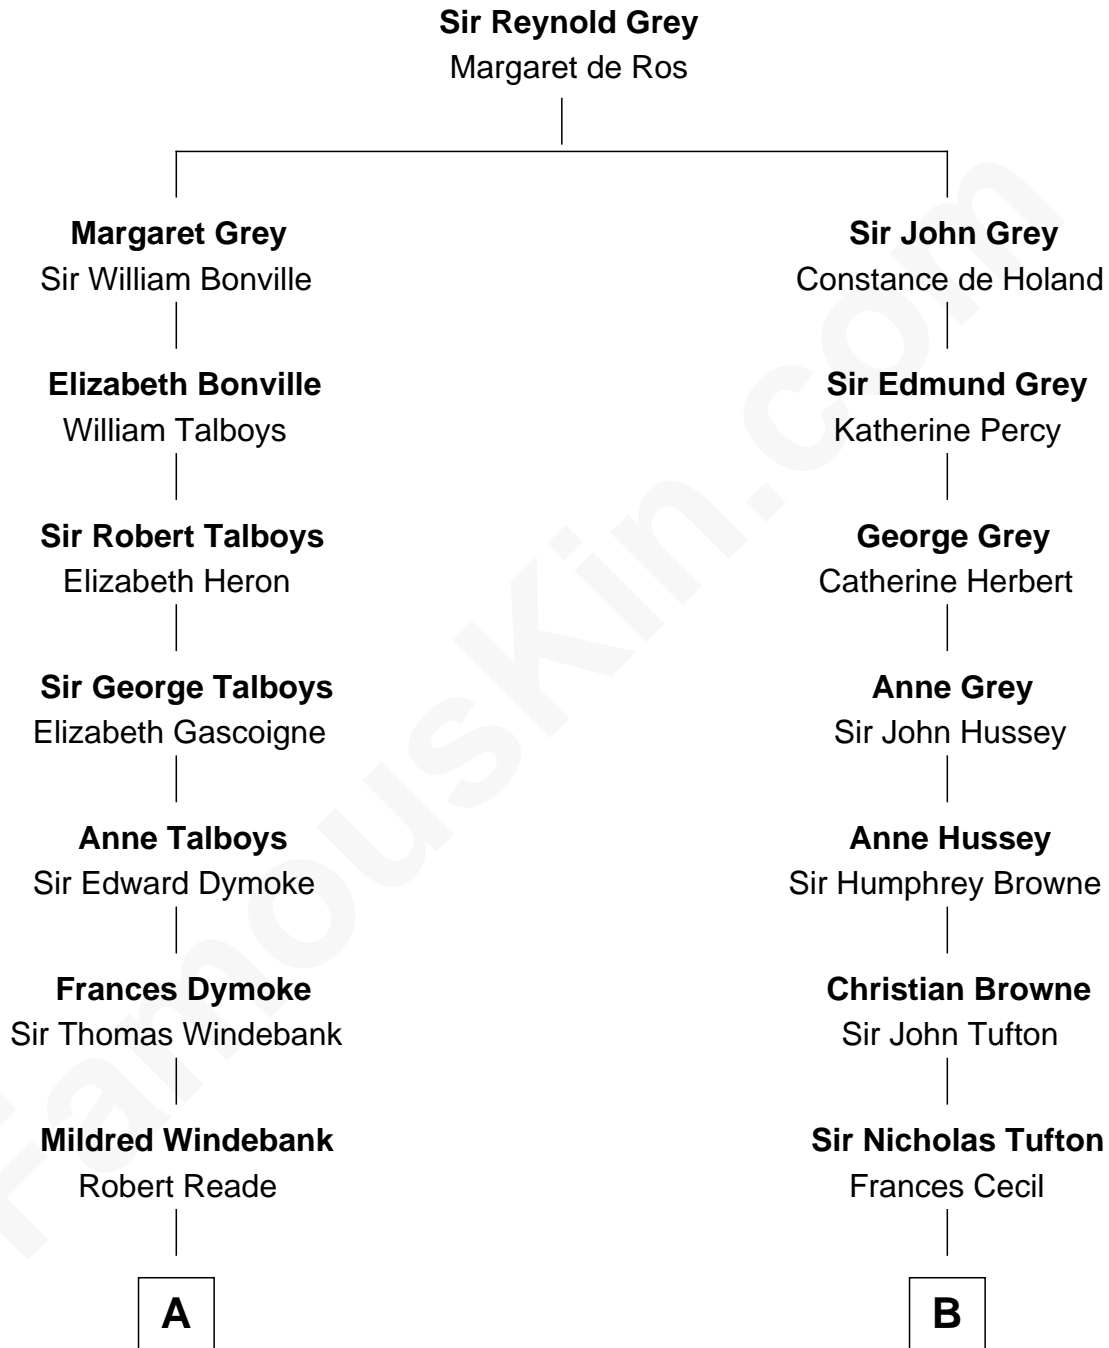 Sir Reynold Grey
Margaret de Ros
Margaret Grey
Sir William Bonville
Sir John Grey
Constance de Holand
Elizabeth Bonville
William Talboys
Sir Edmund Grey
Katherine Percy
Sir Robert Talboys
Elizabeth Heron
George Grey
Catherine Herbert
Sir George Talboys
Elizabeth Gascoigne
Anne Grey
Sir John Hussey
Anne Talboys
Sir Edward Dymoke
Anne Hussey
Sir Humphrey Browne
Frances Dymoke
Sir Thomas Windebank
Christian Browne
Sir John Tufton
Mildred Windebank
Robert Reade
Sir Nicholas Tufton
Frances Cecil
A
B
FamousKin.com